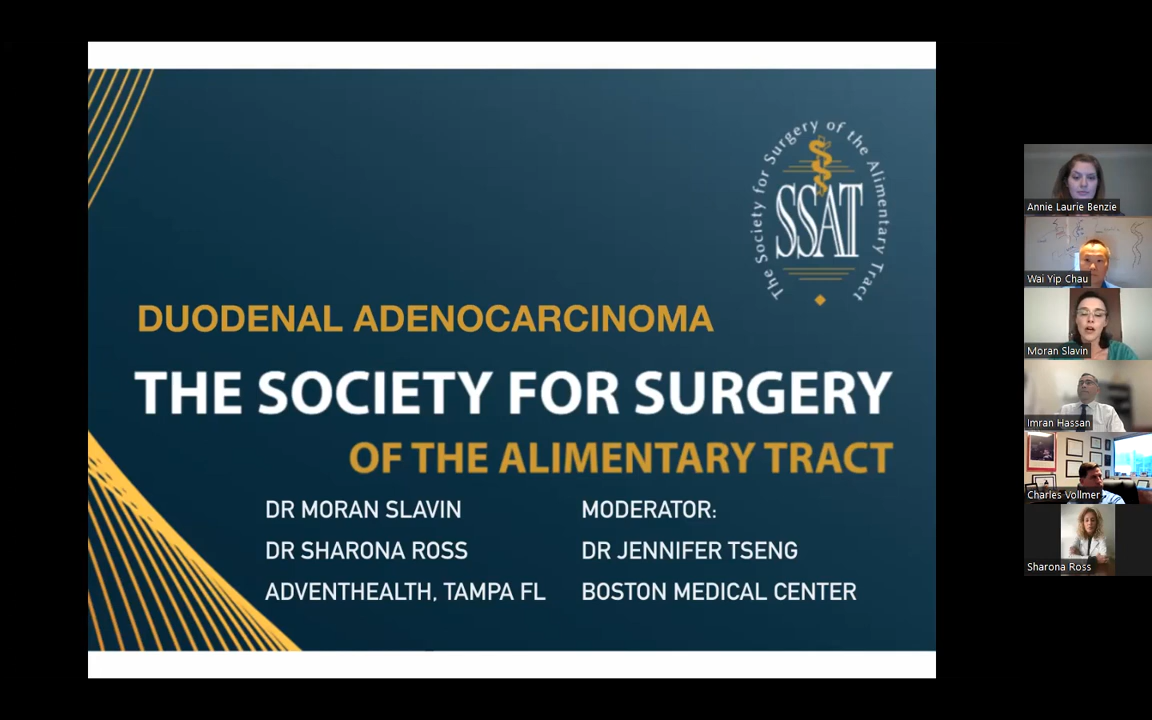 The Society for Surgery of the Alimentary Tract
SSAT
DUODENAL ADENOCARCINOMA
THE SOCIETY FOR SURGERY
OF THE ALIMENTARY TRACT
DR MORAN SLAVIN
DR SHARONA ROSS
ADVENTHEALTH, TAMPA FL
MODERATOR:
DR JENNIFER TSENG
BOSTON MEDICAL CENTER
Annie Laurie Benzie
Wai Yip Chau
Moran Slavin
Imran Hassan
Charles Vollmer
Sharona Ross